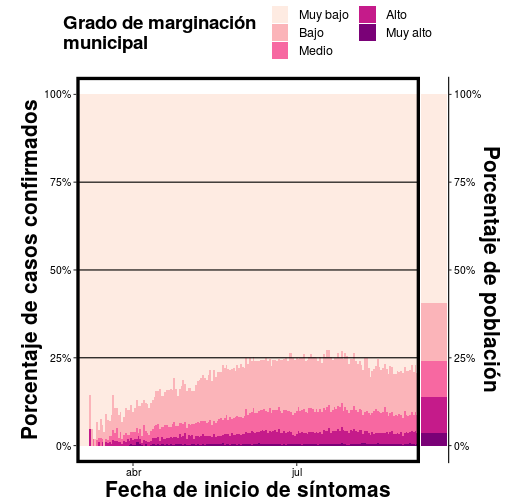 Grado de marginación
municipal
Muy bajo
Bajo
Medio
Alto
Muy alto
Porcentaje de casos confirmados
100%
75%
50%
25%
0%
100%
75%
50%
25%
0%
Porcentaje de población
abr
jul
Fecha de inicio de síntomas